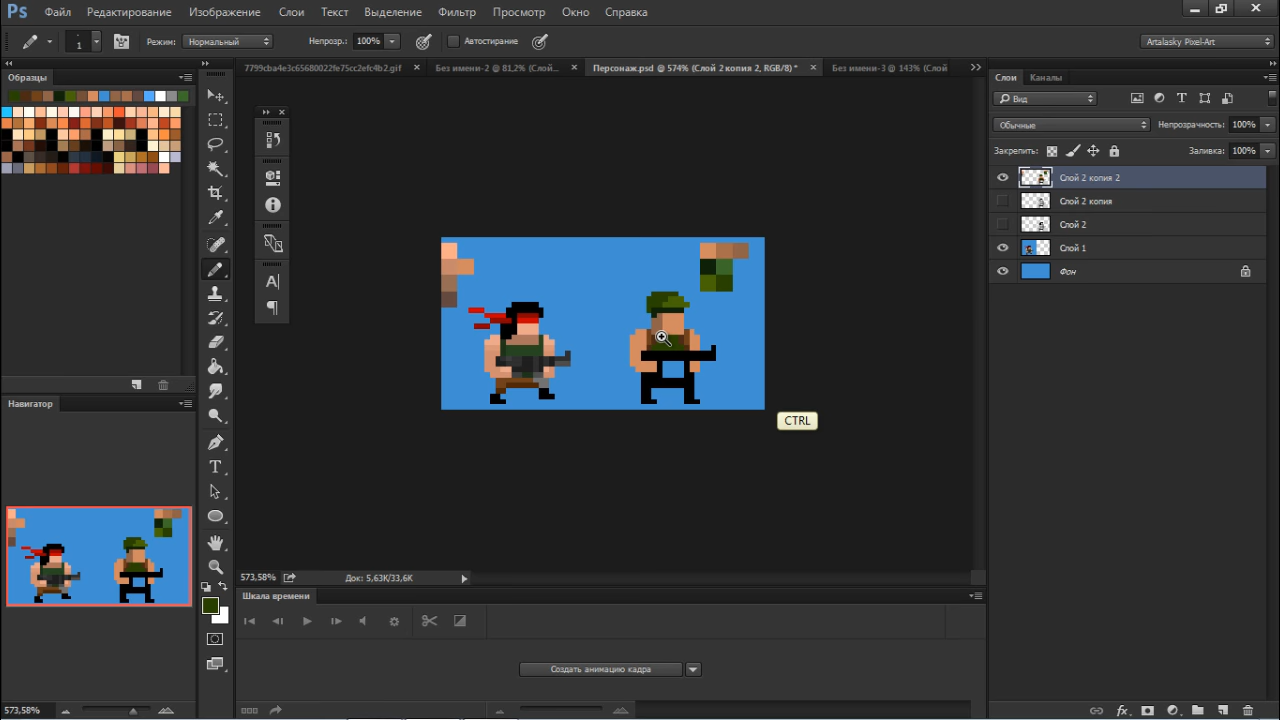 Ps Файл Редактирование Изображение Слои Текст Выделение Фильтр Просмотр Окно Справка
1 Режим: Нормальный Непрозр.: 100% Автостирание Artalasky Pixel-Art
Образцы 7799cba4e3c65680022fe75cc2efc4b2.gif × Без имени-2 @ 81,2% (Слой... × Персонаж.psd @ 574% (Слой 2 копия 2, RGB/8) * × Без имени-3 @ 143% (Слой Слои Каналы
Вид
Обычные Непрозрачность: 100%
Закрепить: Заливка: 100%
Слой 2 копия 2
Слой 2 копия
Слой 2
Слой 1
Фон
CTRL
Навигатор
573,58% Док: 5,63K/33,6K
Шкала времени
Создать анимацию кадра
573,58%